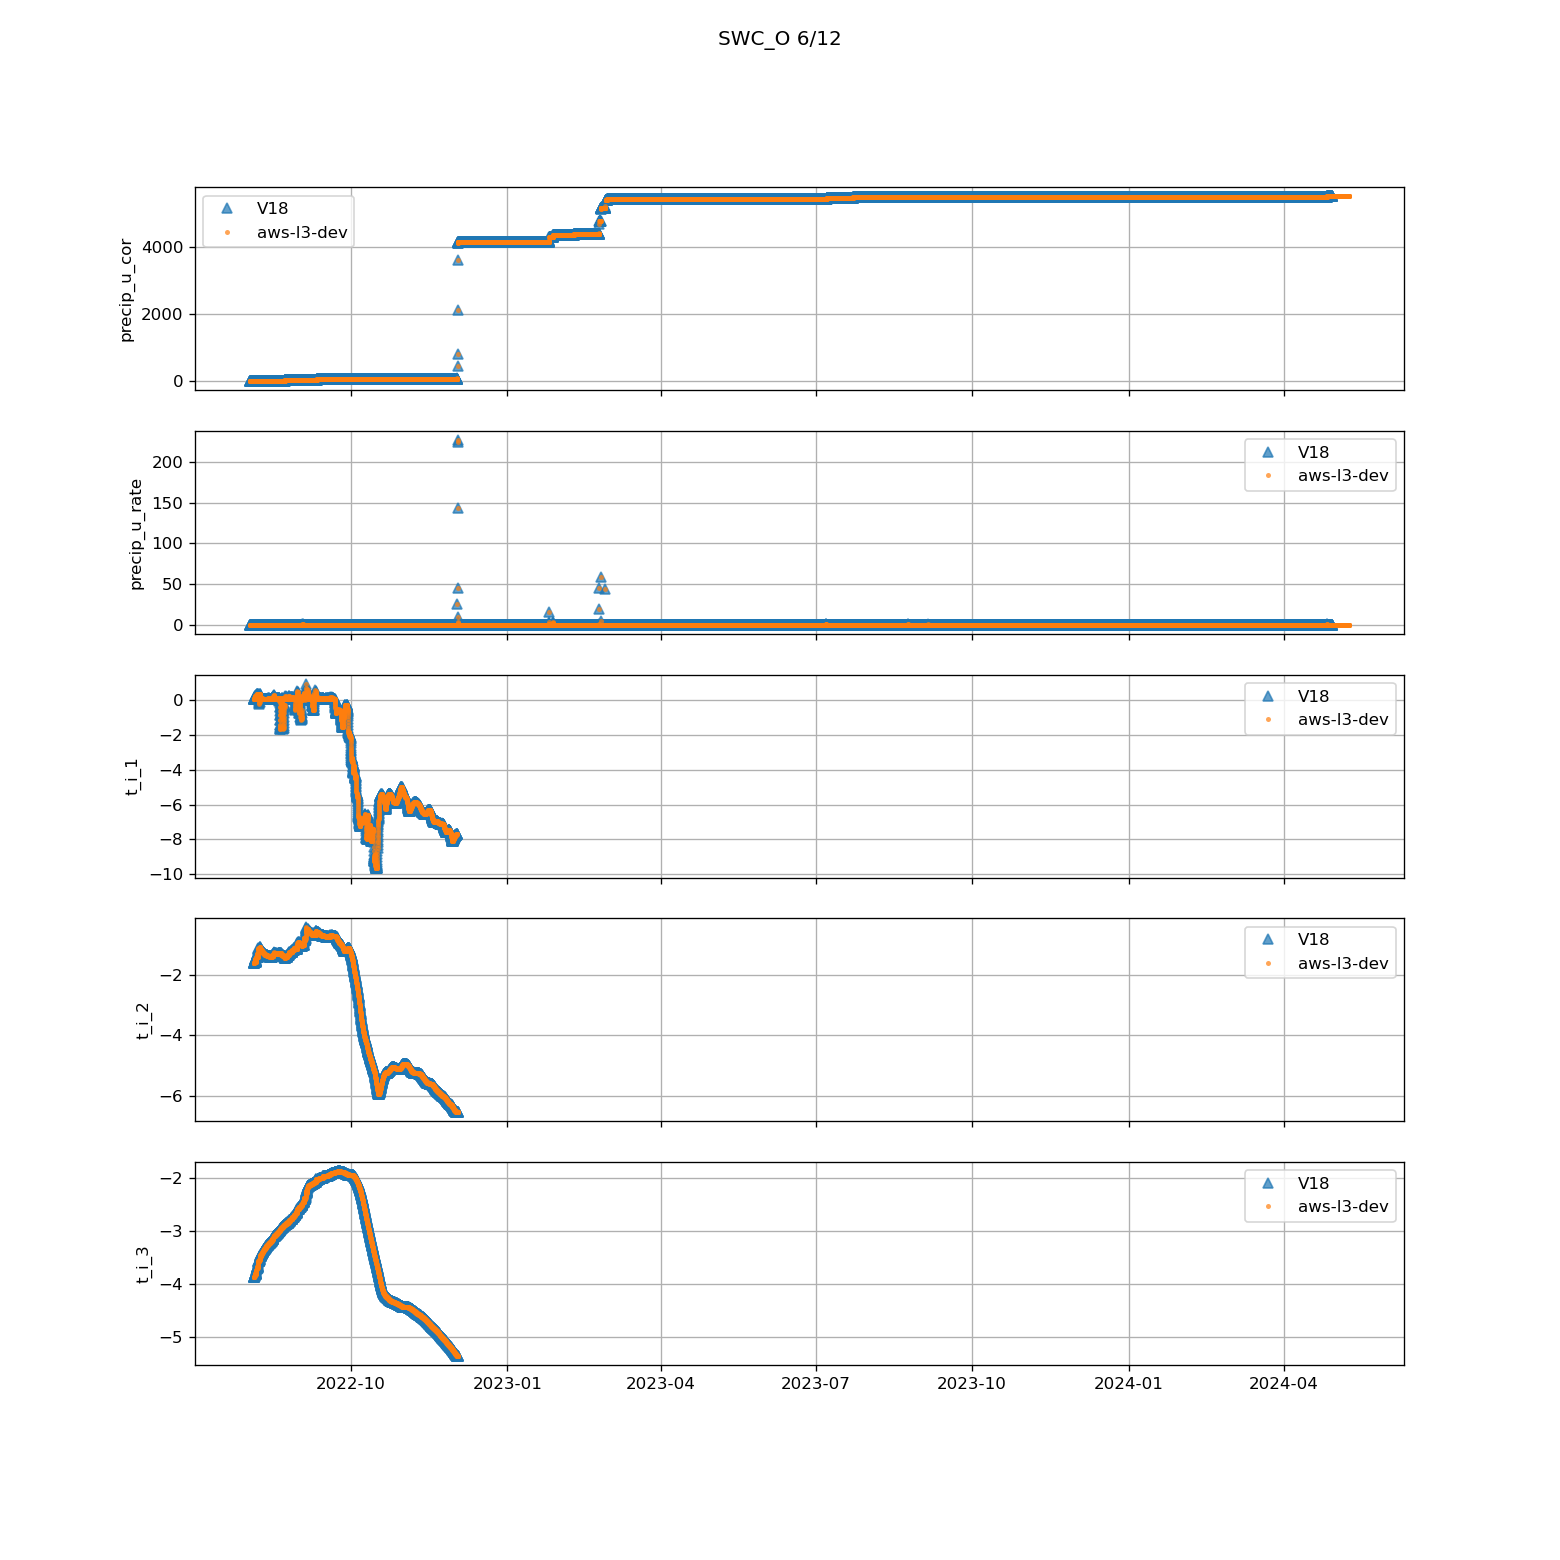 SWC_O 6/12
precip_u_cor
4000
2000
0
V18
aws-l3-dev
precip_u_rate
200
150
100
50
0
V18
aws-l3-dev
t_i_1
0
−2
−4
−6
−8
−10
V18
aws-l3-dev
t_i_2
−2
−4
−6
V18
aws-l3-dev
t_i_3
−2
−3
−4
−5
V18
aws-l3-dev
2022-10 2023-01 2023-04 2023-07 2023-10 2024-01 2024-04